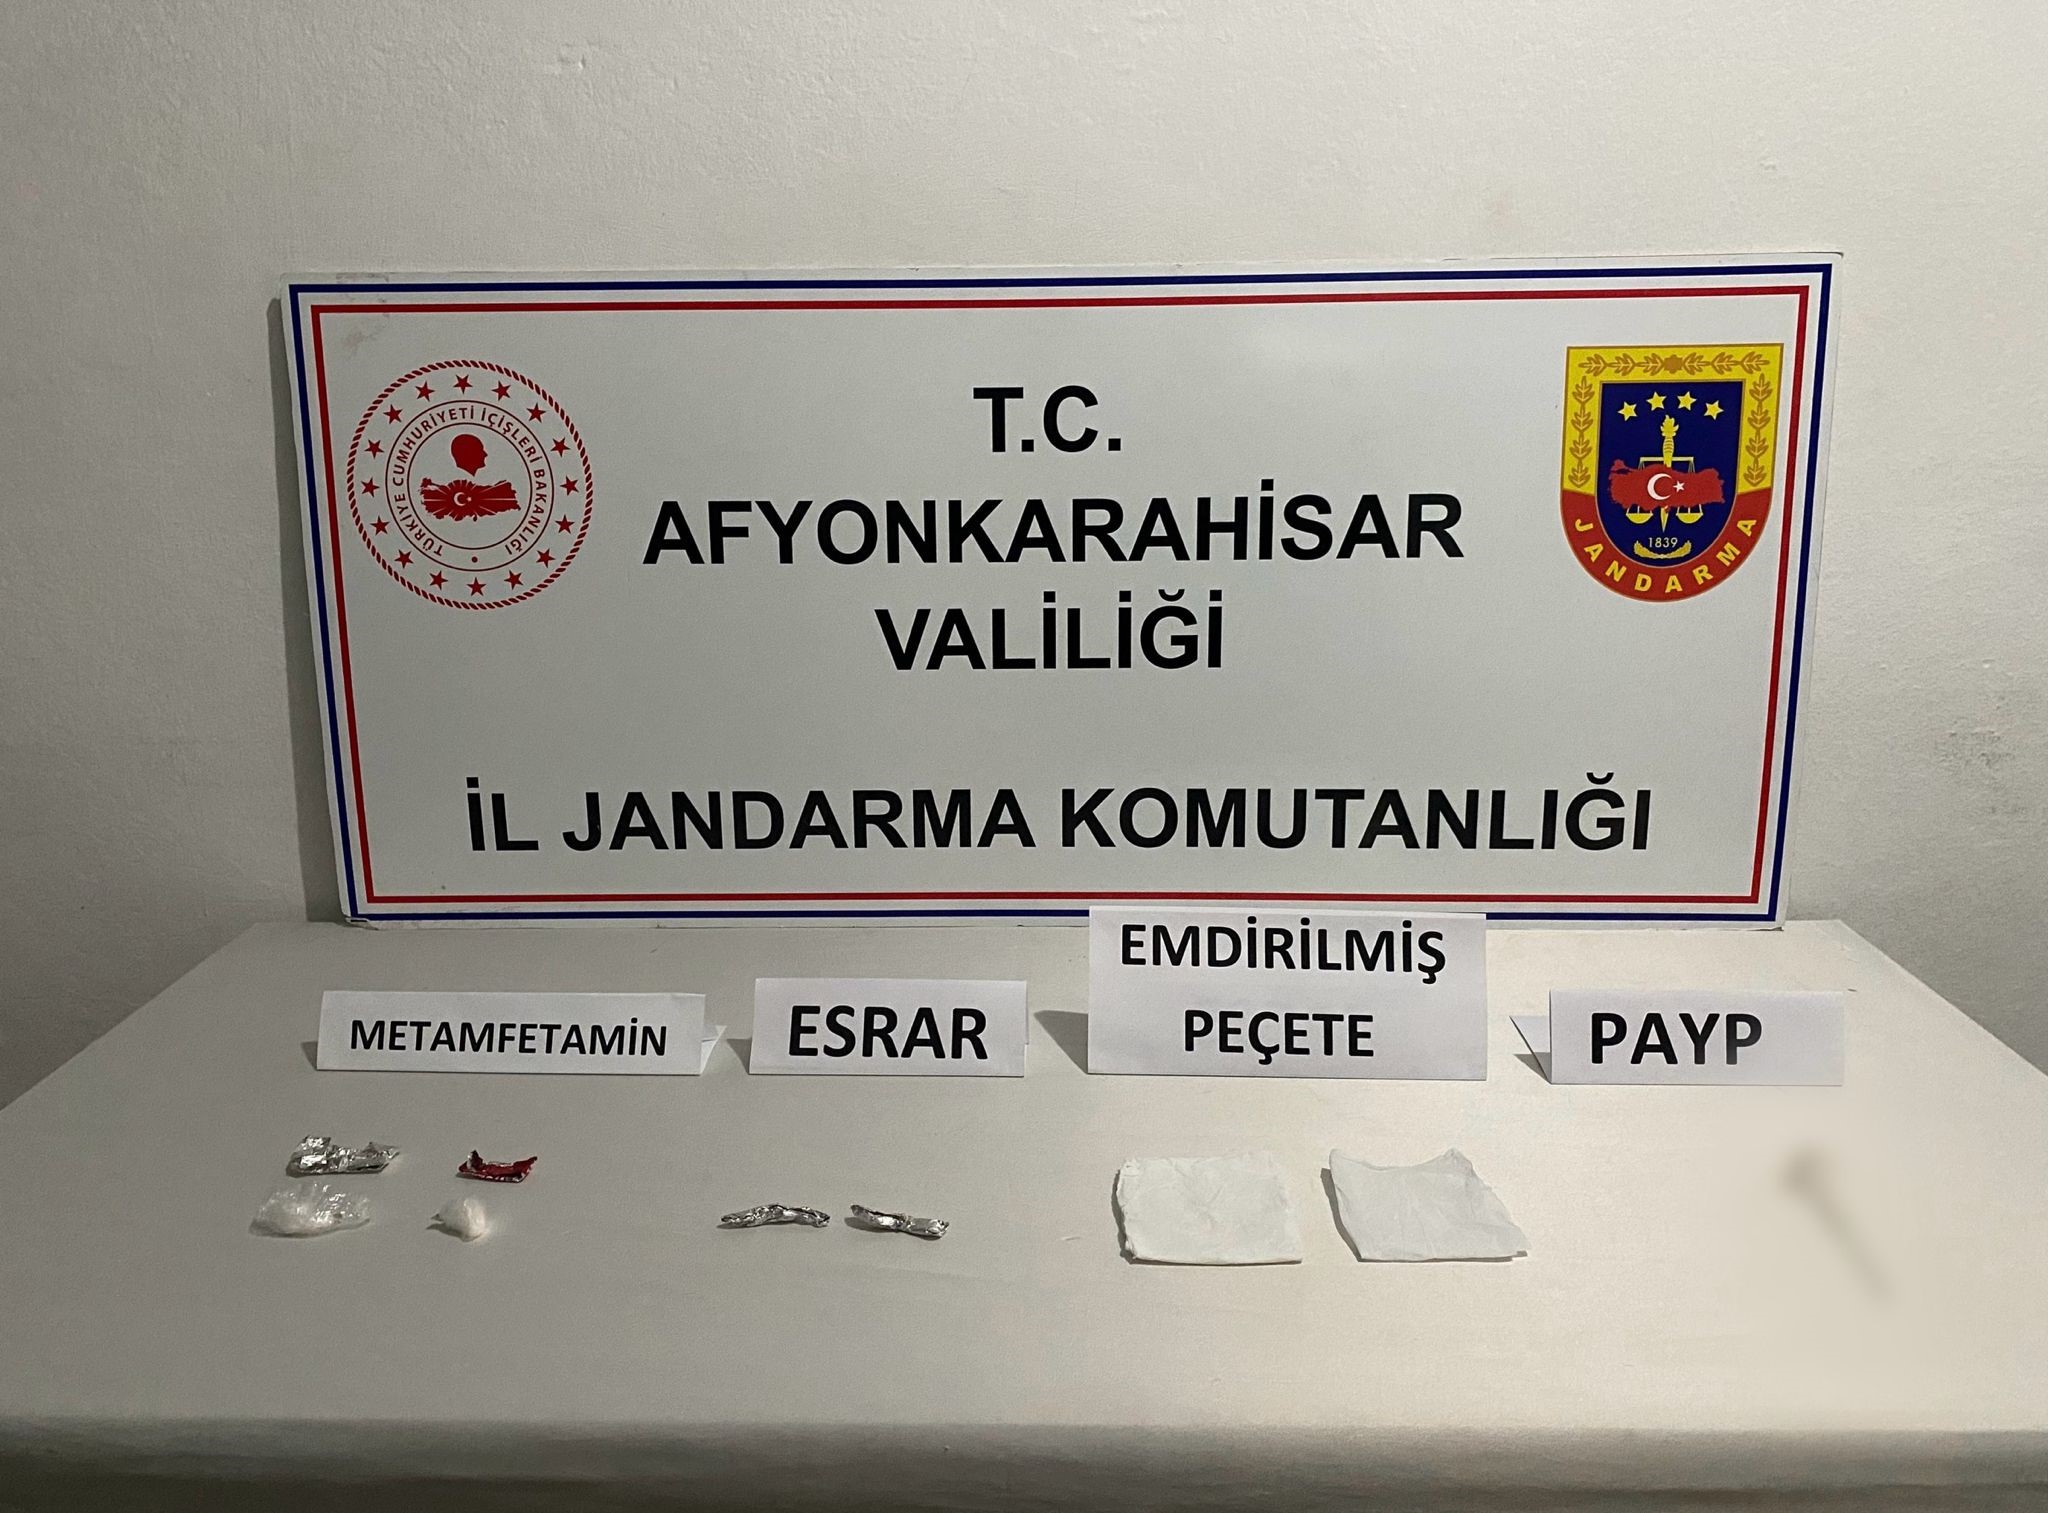 T.C.
AFYONKARAHİSAR
VALİLİĞİ
İL JANDARMA KOMUTANLIĞI
TÜRKİYE CUMHURİYETİ İÇİŞLERİ BAKANLIĞI
1839
JANDARMA
METAMFETAMİN
ESRAR
EMDİRİLMİŞ
PEÇETE
PAYP